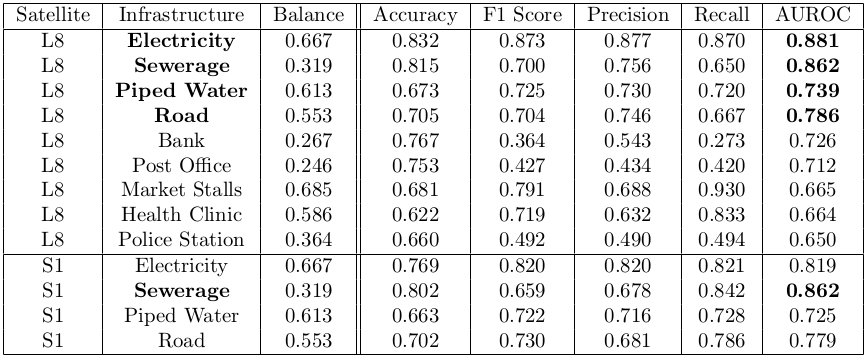 Satellite Infrastructure Balance Accuracy F1 Score Precision Recall AUROC
L8 Electricity 0.667 0.832 0.873 0.877 0.870 0.881
L8 Sewerage 0.319 0.815 0.700 0.756 0.650 0.862
L8 Piped Water 0.613 0.673 0.725 0.730 0.720 0.739
L8 Road 0.553 0.705 0.704 0.746 0.667 0.786
L8 Bank 0.267 0.767 0.364 0.543 0.273 0.726
L8 Post Office 0.246 0.753 0.427 0.434 0.420 0.712
L8 Market Stalls 0.685 0.681 0.791 0.688 0.930 0.665
L8 Health Clinic 0.586 0.622 0.719 0.632 0.833 0.664
L8 Police Station 0.364 0.660 0.492 0.490 0.494 0.650
S1 Electricity 0.667 0.769 0.820 0.820 0.821 0.819
S1 Sewerage 0.319 0.802 0.659 0.678 0.842 0.862
S1 Piped Water 0.613 0.663 0.722 0.716 0.728 0.725
S1 Road 0.553 0.702 0.730 0.681 0.786 0.779